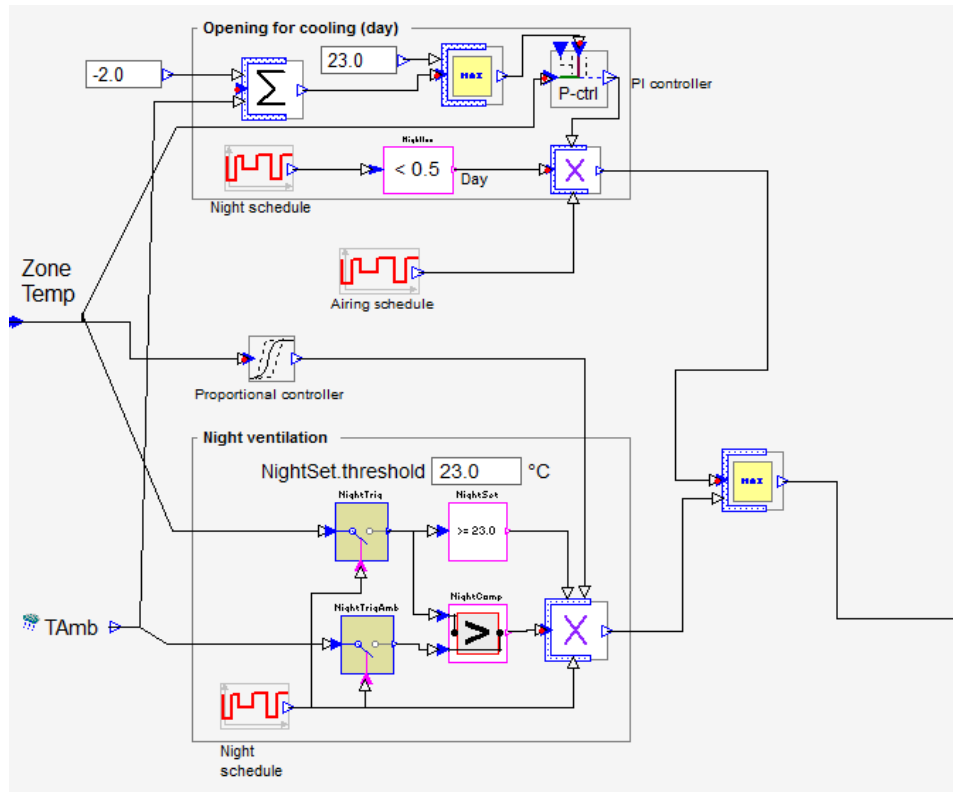 Opening for cooling (day)
-2.0
23.0
MAX
Σ
P-ctrl
PI controller
< 0.5
Day
Night schedule
Airing schedule
Zone
Temp
Proportional controller
Night ventilation
NightSet.threshold 23.0 °C
NightTrig
NightSet
>= 23.0
NightTrigAmb
NightComp
>
X
X
MAX
TAmb
Night
schedule